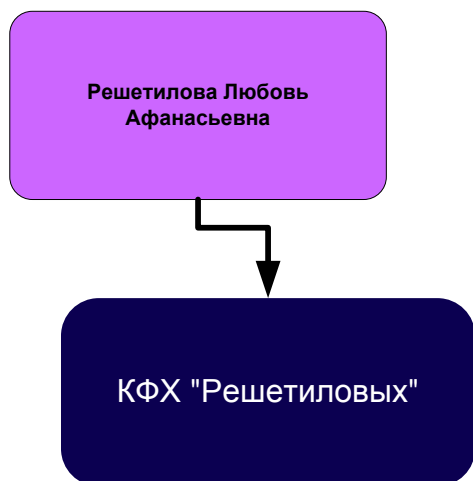 Решетилова Любовь
Афанасьевна
КФХ "Решетиловых"